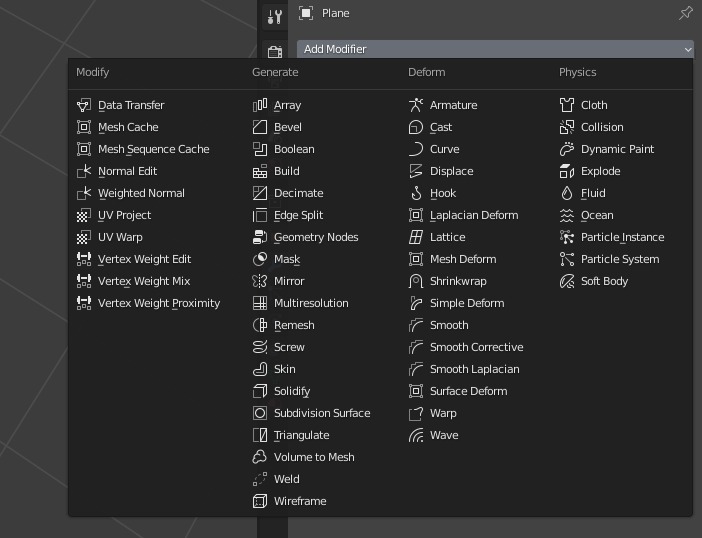 Plane
Add Modifier
Modify
Data Transfer
Mesh Cache
Mesh Sequence Cache
Normal Edit
Weighted Normal
UV Project
UV Warp
Vertex Weight Edit
Vertex Weight Mix
Vertex Weight Proximity
Generate
Array
Bevel
Boolean
Build
Decimate
Edge Split
Geometry Nodes
Mask
Mirror
Multiresolution
Remesh
Screw
Skin
Solidify
Subdivision Surface
Triangulate
Volume to Mesh
Weld
Wireframe
Deform
Armature
Cast
Curve
Displace
Hook
Laplacian Deform
Lattice
Mesh Deform
Shrinkwrap
Simple Deform
Smooth
Smooth Corrective
Smooth Laplacian
Surface Deform
Warp
Wave
Physics
Cloth
Collision
Dynamic Paint
Explode
Fluid
Ocean
Particle Instance
Particle System
Soft Body